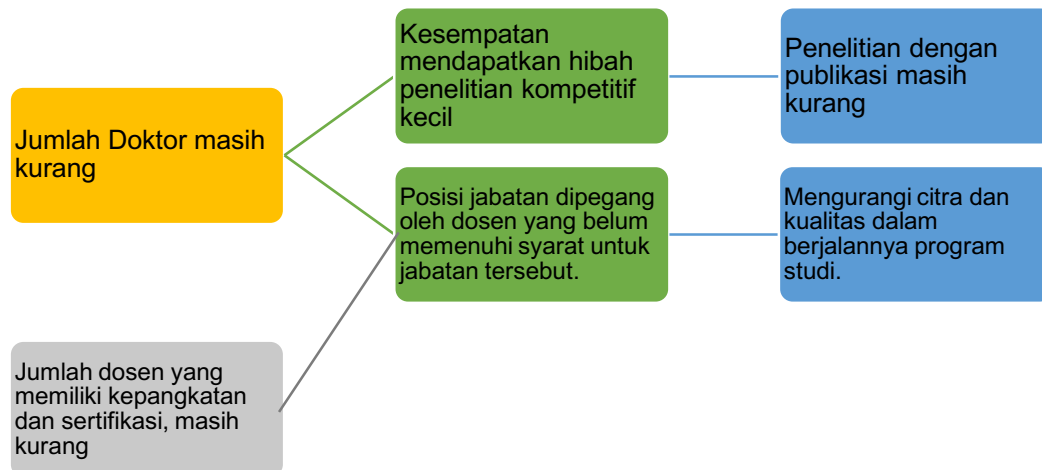 Jumlah Doktor masih
kurang
Kesempatan
mendapatkan hibah
penelitian kompetitif
kecil
Penelitian dengan
publikasi masih
kurang
Posisi jabatan dipegang
oleh dosen yang belum
memenuhi syarat untuk
jabatan tersebut.
Mengurangi citra dan
kualitas dalam
berjalannya program
studi.
Jumlah dosen yang
memiliki kepangkatan
dan sertifikasi, masih
kurang